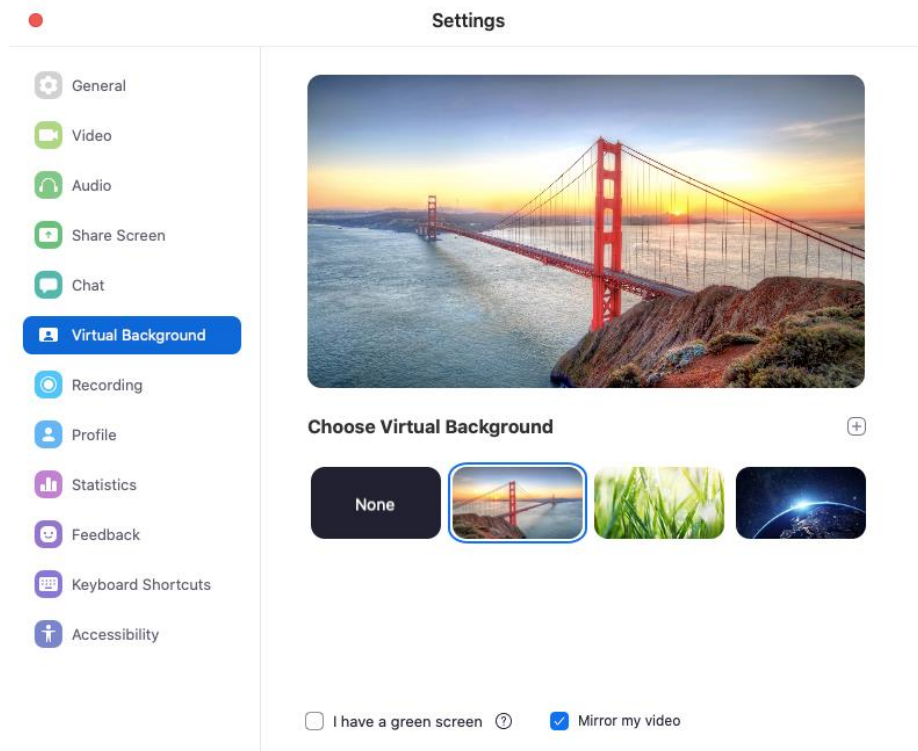 Settings
General
Video
Audio
Share Screen
Chat
Virtual Background
Recording
Profile
Statistics
Feedback
Keyboard Shortcuts
Accessibility
Choose Virtual Background
None
I have a green screen
Mirror my video